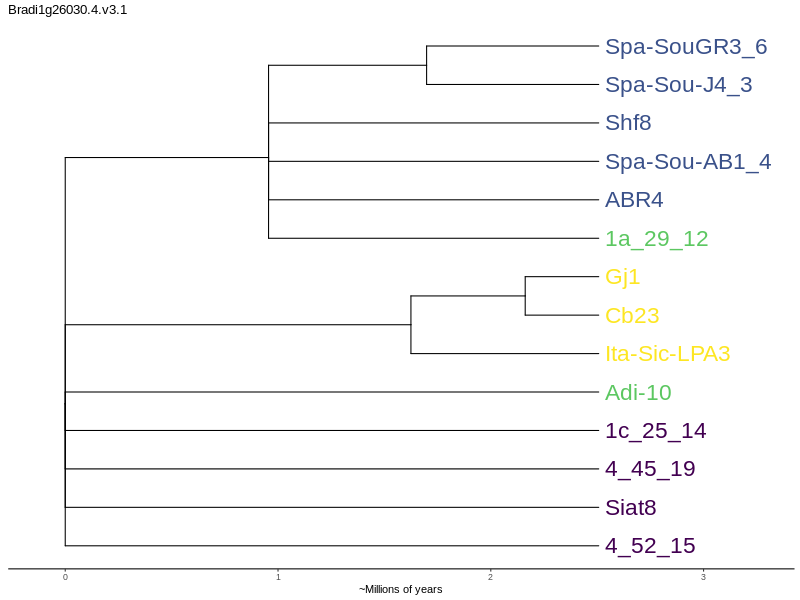 Bradi1g26030.4.v3.1
Spa-SouGR3_6
Spa-Sou-J4_3
Shf8
Spa-Sou-AB1_4
ABR4
1a_29_12
Gj1
Cb23
Ita-Sic-LPA3
Adi-10
1c_25_14
4_45_19
Siat8
4_52_15
0 1 2 3
~Millions of years